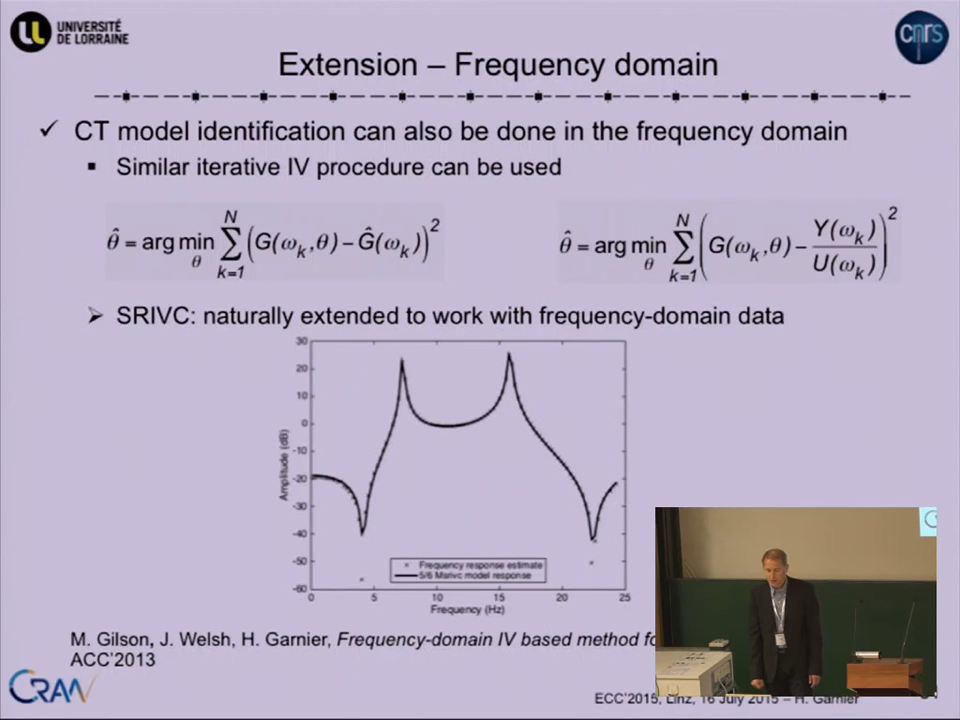 UNIVERSITÉ
DE LORRAINE
cnrs
Extension – Frequency domain
✓ CT model identification can also be done in the frequency domain
▪ Similar iterative IV procedure can be used
θ̂ = arg min_θ ∑_{k=1}^{N} (G(ω_k,θ) – Ĝ(ω_k))²
θ̂ = arg min_θ ∑_{k=1}^{N} (G(ω_k,θ) – Y(ω_k)/U(ω_k))²
➢ SRIVC: naturally extended to work with frequency-domain data
30
20
10
0
-10
-20
-30
-40
-50
-60
Amplitude (dB)
× Frequency response estimate
5/6 Marivc model response
0 5 10 15 20 25
Frequency (Hz)
M. Gilson, J. Welsh, H. Garnier, Frequency-domain IV based method
ACC'2013
CRAN
ECC'2015, Linz, 16 July 2015 – H. Garnier